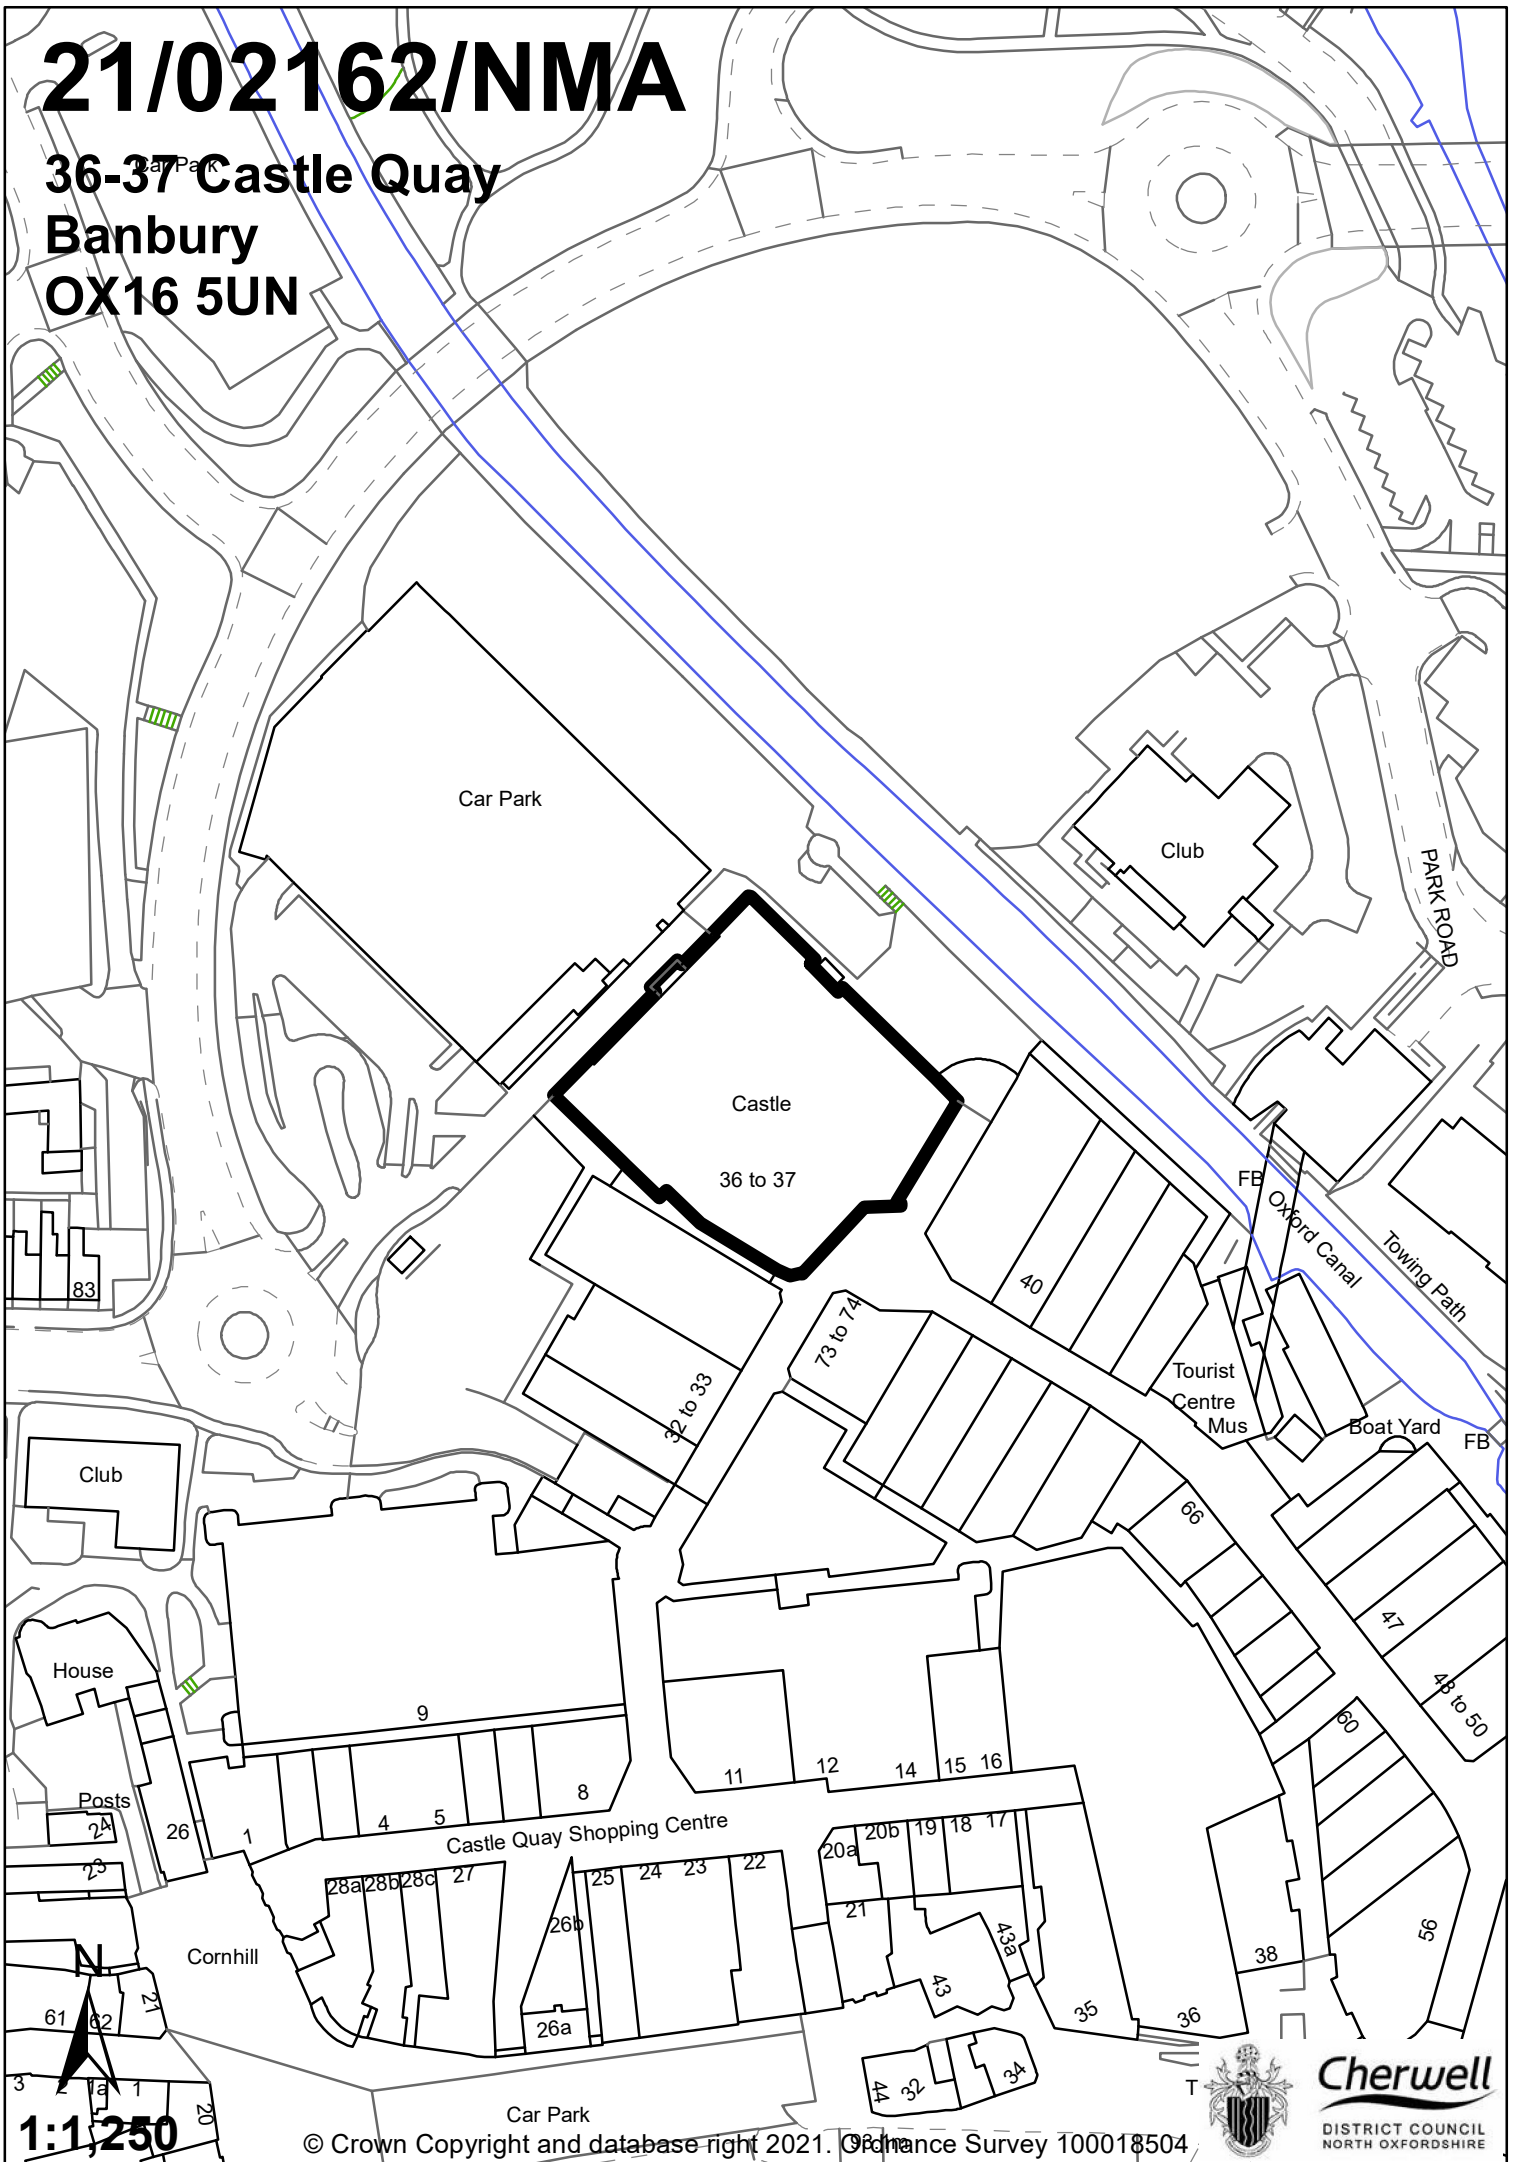 21/02162/NMA
Car Park
36-37 Castle Quay
Banbury
OX16 5UN
Car Park
Club
PARK ROAD
Castle
36 to 37
FB
Oxford Canal
Towing Path
83
40
73 to 74
32 to 33
Tourist
Centre
Mus
Boat Yard
FB
Club
66
47
48 to 50
House
9
60
Posts
24
26
1
4
5
8
11
12
14
15
16
Castle Quay Shopping Centre
23
28a
28b
28c
27
25
24
23
22
20a
20b
19
18
17
21
26b
43a
56
Cornhill
38
N
21
43
61
62
26a
35
36
3
2
1a
1
20
44
32
34
T
Cherwell
DISTRICT COUNCIL
NORTH OXFORDSHIRE
1:1,250
Car Park
93.1m
© Crown Copyright and database right 2021. Ordnance Survey 100018504